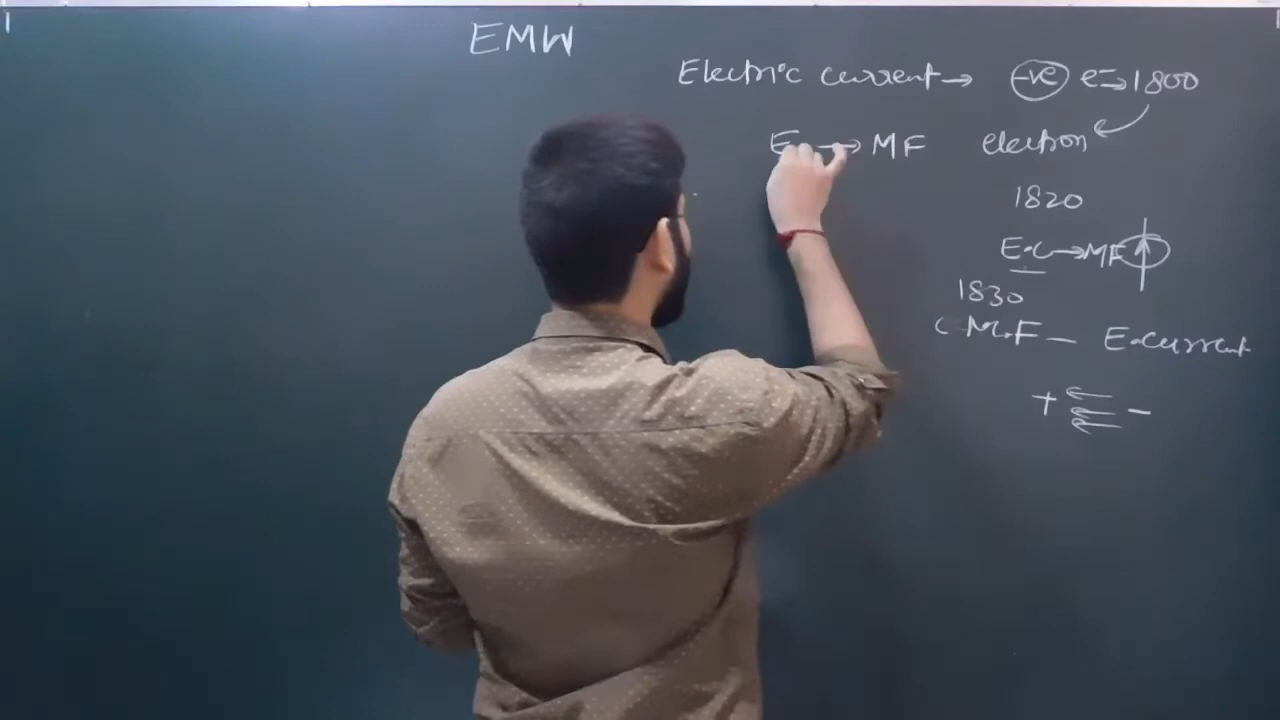 EMW
Electric current → -ve e-→ 1800
E → MF electron
1820
E.C → MF
1830
C M.F — E.current
+ -